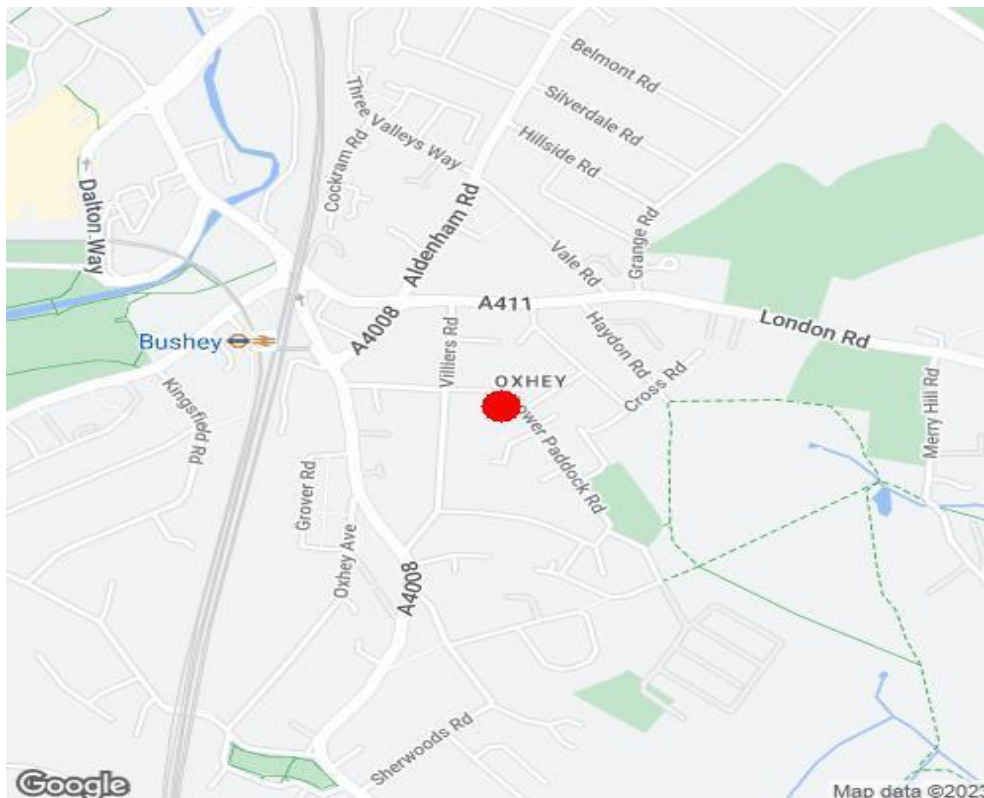 Belmont Rd
Silverdale Rd
Hillside Rd
Three Valleys Way
Cockram Rd
Dalton Way
Aldenham Rd
Grange Rd
Vale Rd
A411
London Rd
A4008
Bushey
Villiers Rd
Haydon Rd
OXHEY
Cross Rd
Merry Hill Rd
Kingsfield Rd
ower Paddock Rd
Grover Rd
Oxhey Ave
A4008
Sherwoods Rd
Google
Map data ©2023